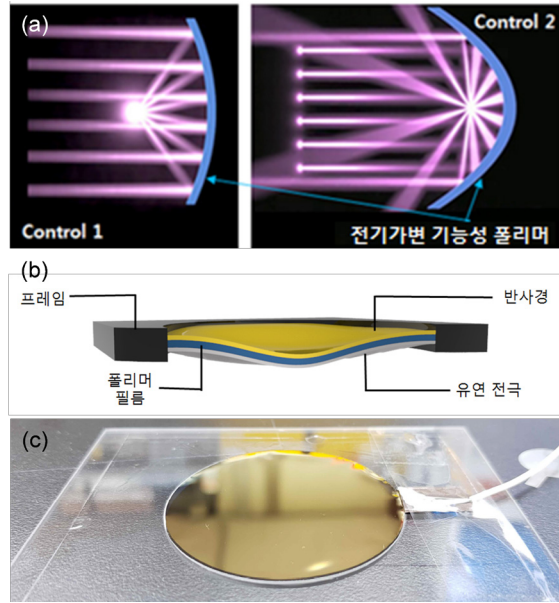 (a)
Control 2
Control 1
전기가변 기능성 폴리머
(b)
프레임
반사경
폴리머
필름
유연 전극
(c)